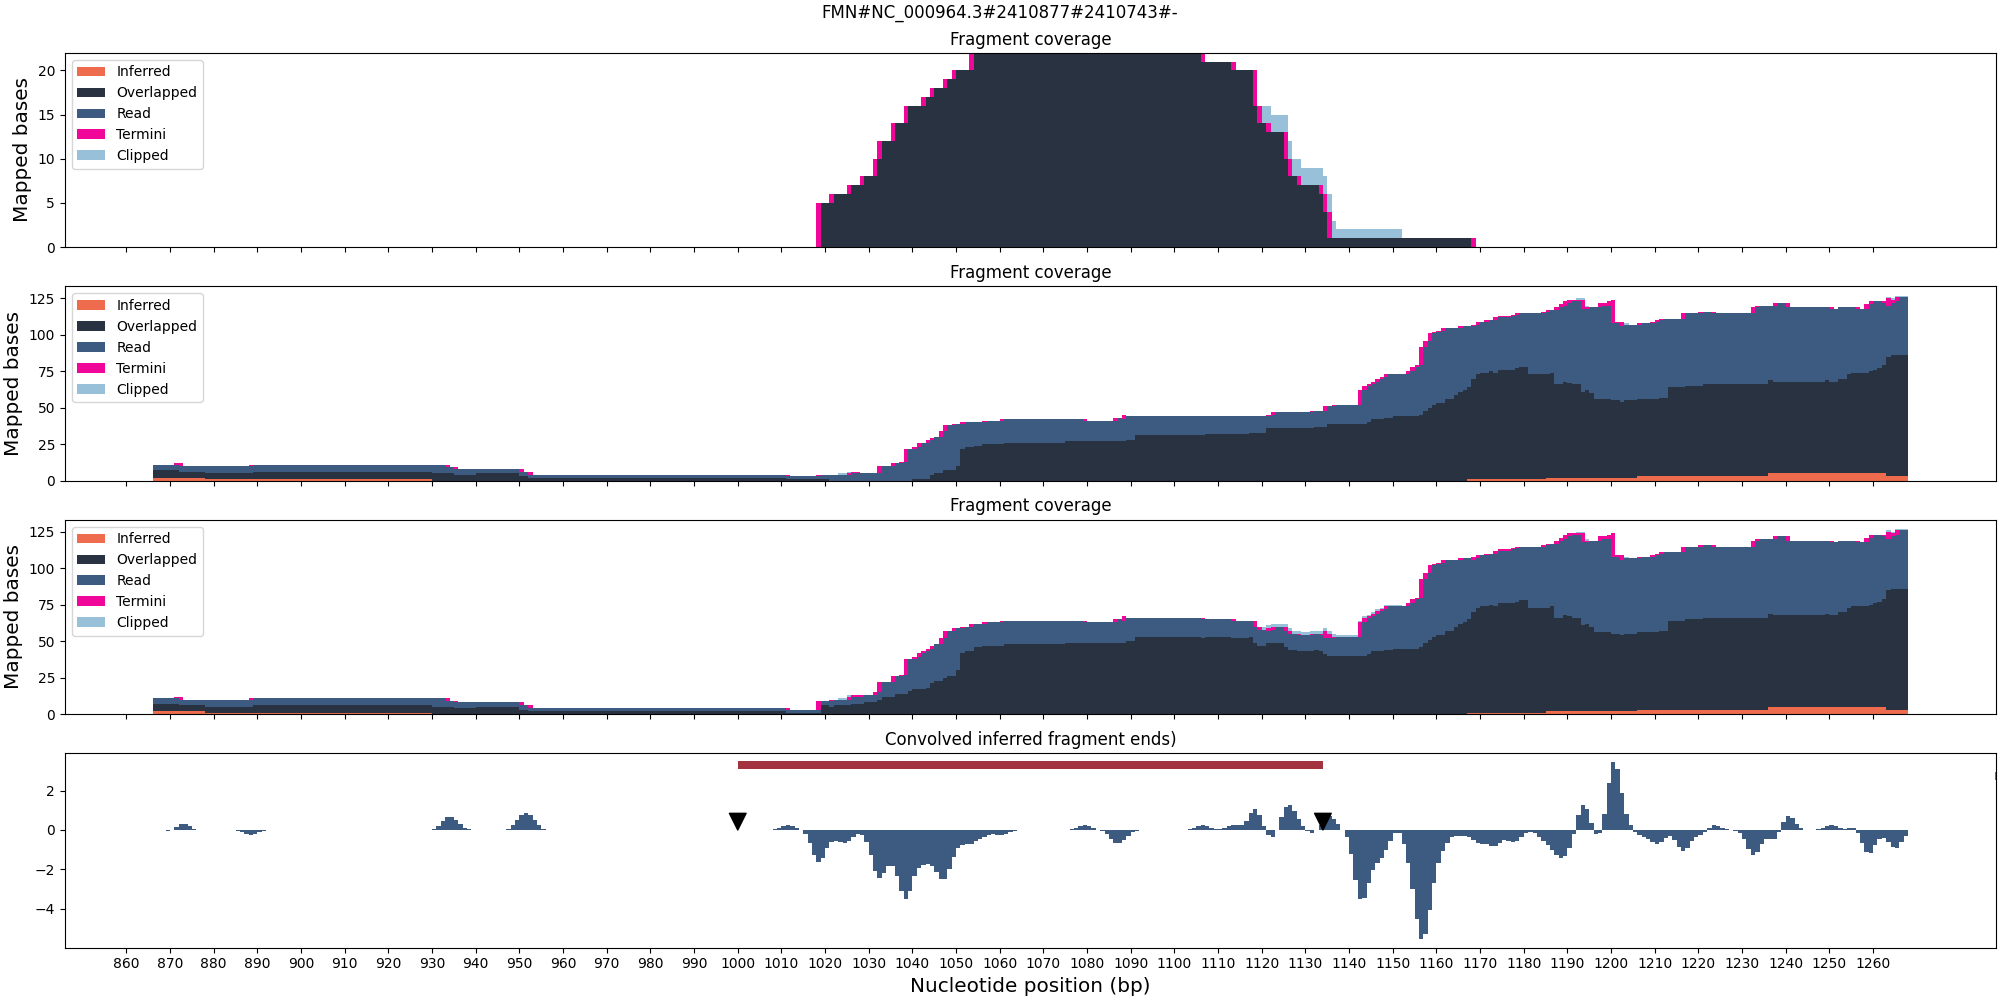 FMN#NC_000964.3#2410877#2410743#-
Fragment coverage
Mapped bases
20
15
10
5
0
Inferred
Overlapped
Read
Termini
Clipped
Fragment coverage
Mapped bases
125
100
75
50
25
0
Inferred
Overlapped
Read
Termini
Clipped
Fragment coverage
Mapped bases
125
100
75
50
25
0
Inferred
Overlapped
Read
Termini
Clipped
Convolved inferred fragment ends)
2
0
−2
−4
860 870 880 890 900 910 920 930 940 950 960 970 980 990 1000 1010 1020 1030 1040 1050 1060 1070 1080 1090 1100 1110 1120 1130 1140 1150 1160 1170 1180 1190 1200 1210 1220 1230 1240 1250 1260
Nucleotide position (bp)